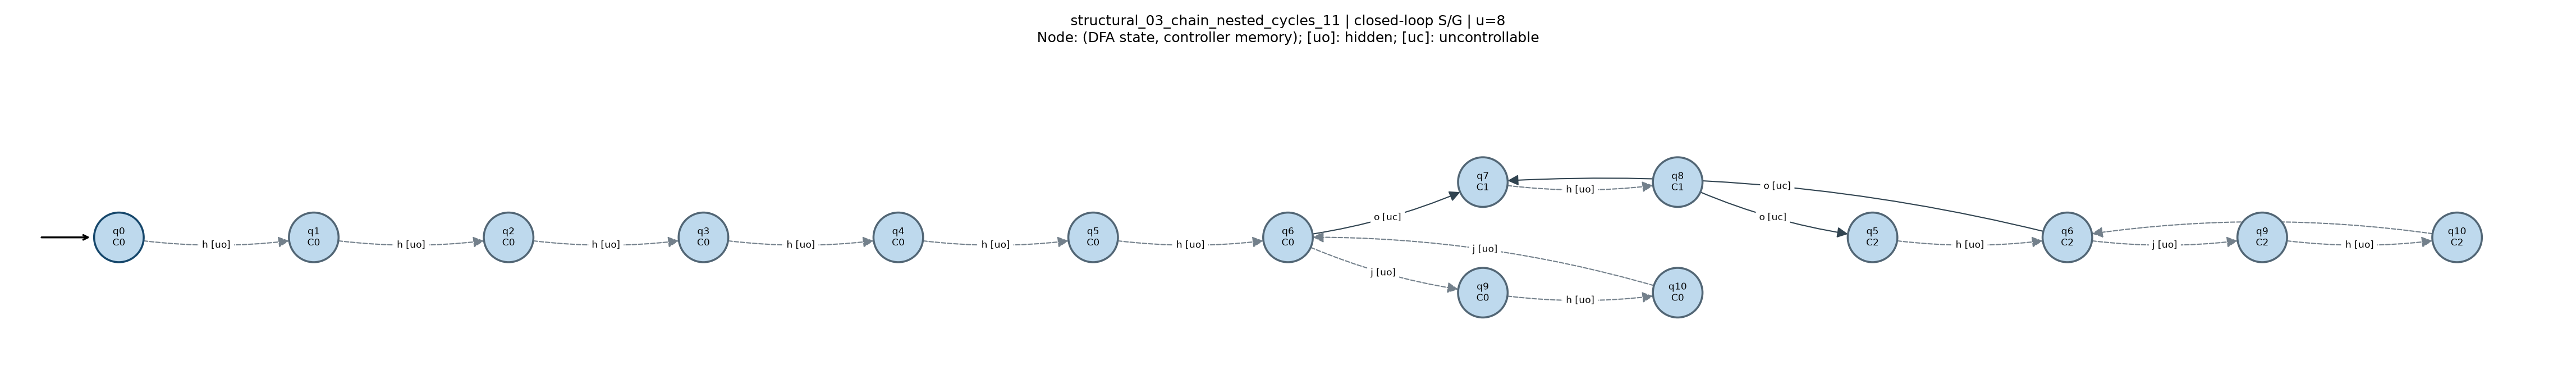 structural_03_chain_nested_cycles_11 | closed-loop S/G | u=8
Node: (DFA state, controller memory); [uo]: hidden; [uc]: uncontrollable
q0
C0
h [uo]
q1
C0
h [uo]
q2
C0
h [uo]
q3
C0
h [uo]
q4
C0
h [uo]
q5
C0
h [uo]
q6
C0
o [uc]
j [uo]
q7
C1
h [uo]
q8
C1
j [uo]
q9
C0
h [uo]
q10
C0
o [uc]
o [uc]
q5
C2
h [uo]
q6
C2
j [uo]
q9
C2
h [uo]
q10
C2